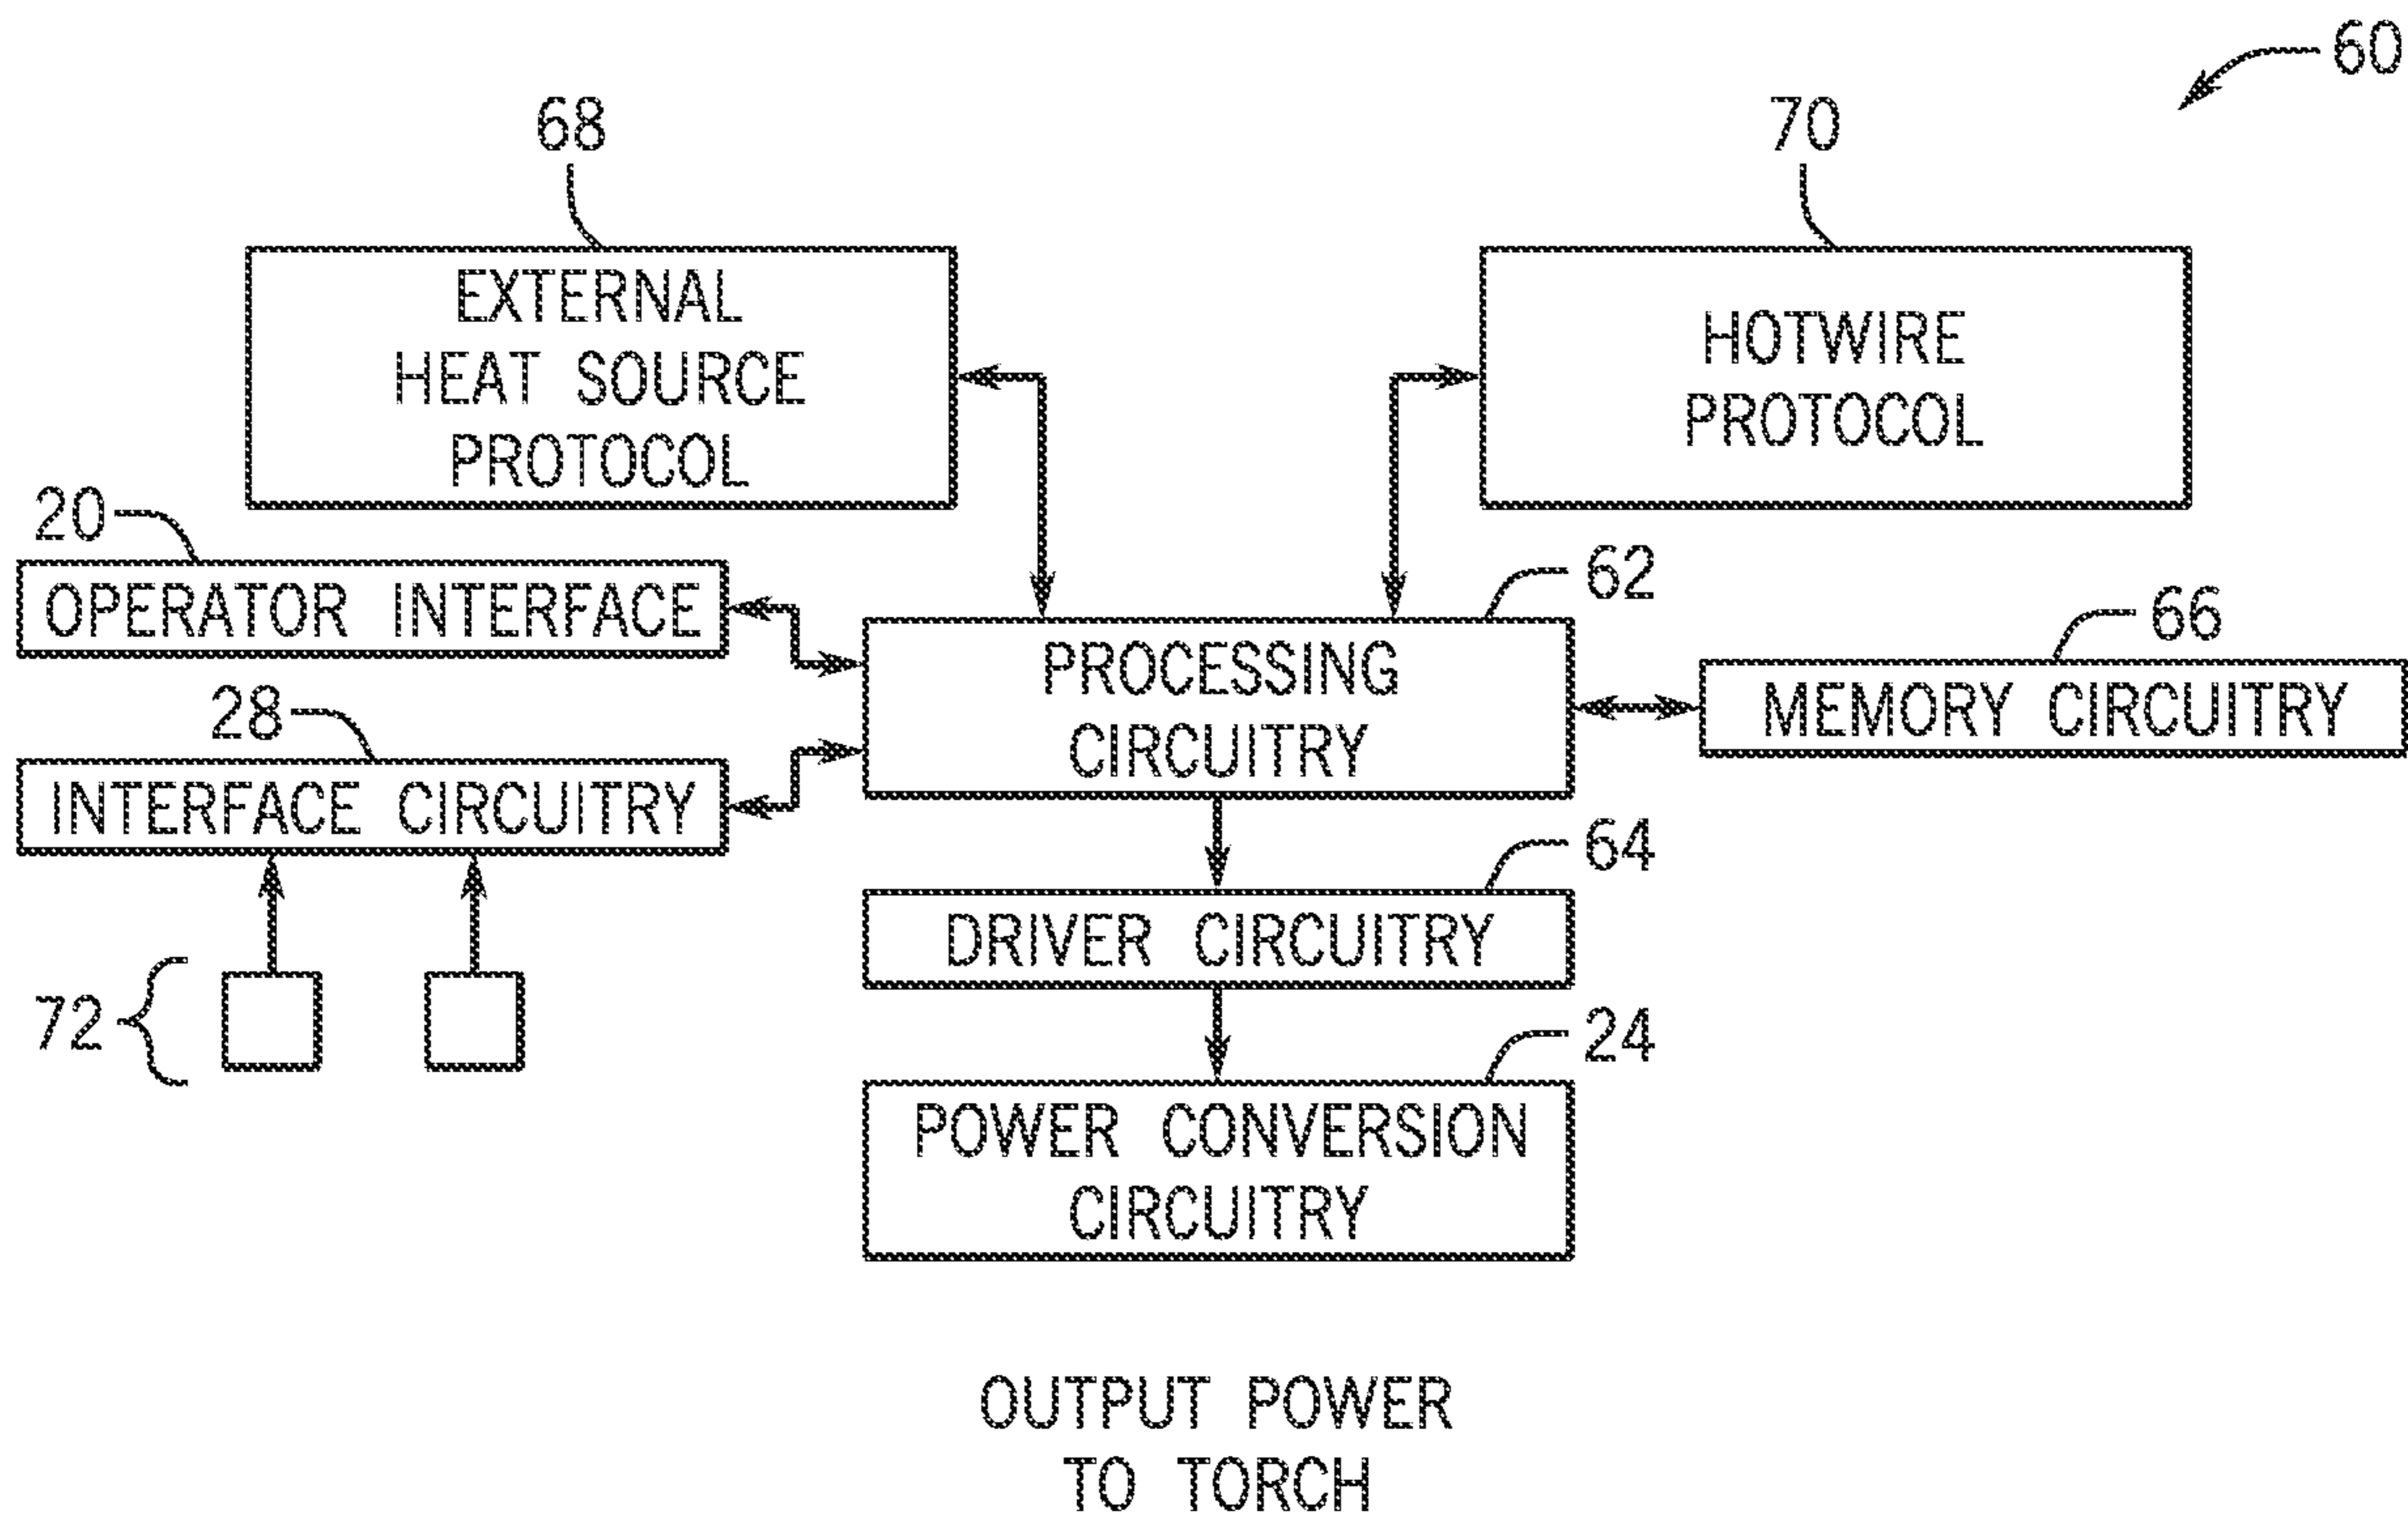 60
68
70
EXTERNAL
HEAT SOURCE
PROTOCOL
HOTWIRE
PROTOCOL
20
OPERATOR INTERFACE
62
PROCESSING
CIRCUITRY
66
MEMORY CIRCUITRY
28
INTERFACE CIRCUITRY
64
DRIVER CIRCUITRY
72
24
POWER CONVERSION
CIRCUITRY
OUTPUT POWER
TO TORCH